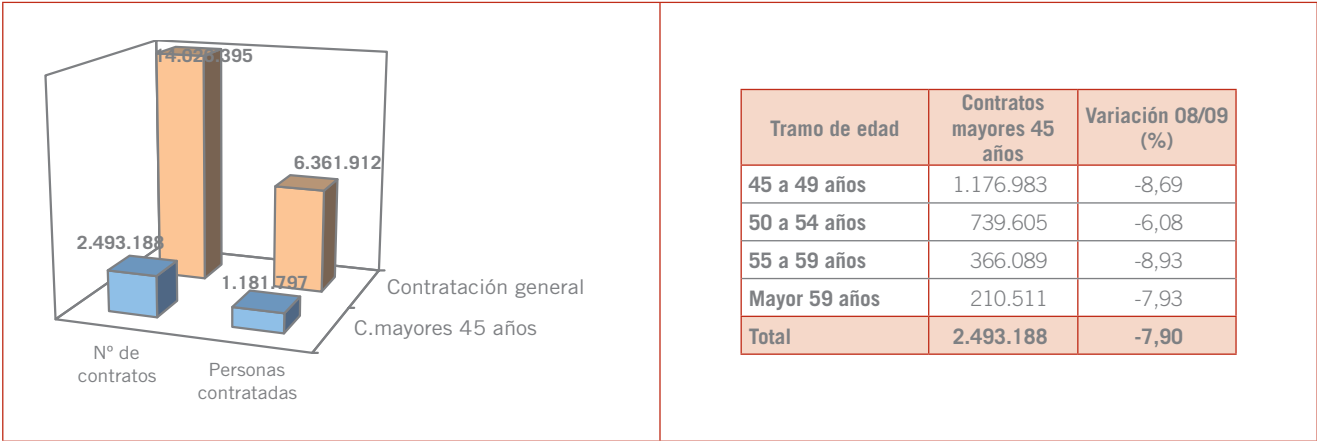 6.361.912
2.493.188
1.181.797
Contratación general
C.mayores 45 años
Nº de
contratos
Personas
contratadas
Tramo de edad
Contratos
mayores 45
años
Variación 08/09
(%)
45 a 49 años 1.176.983 -8,69
50 a 54 años 739.605 -6,08
55 a 59 años 366.089 -8,93
Mayor 59 años 210.511 -7,93
Total 2.493.188 -7,90